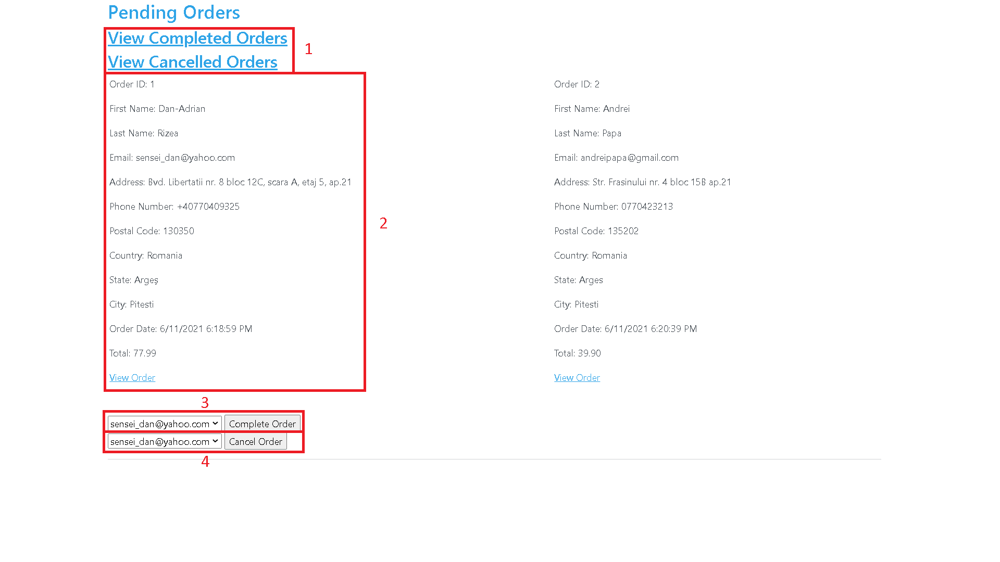 Pending Orders
View Completed Orders
1
View Cancelled Orders
Order ID: 1
First Name: Dan-Adrian
Last Name: Rizea
Email: sensei_dan@yahoo.com
Address: Bvd. Libertatii nr. 8 bloc 12C, scara A, etaj 5, ap.21
Phone Number: +40770409325
Postal Code: 130350
Country: Romania
State: Argeș
City: Pitesti
Order Date: 6/11/2021 6:18:59 PM
Total: 77.99
View Order
2
Order ID: 2
First Name: Andrei
Last Name: Papa
Email: andreipapa@gmail.com
Address: Str. Frasinului nr. 4 bloc 15B ap.21
Phone Number: 0770423213
Postal Code: 135202
Country: Romania
State: Arges
City: Pitesti
Order Date: 6/11/2021 6:20:39 PM
Total: 39.90
View Order
3
sensei_dan@yahoo.com Complete Order
sensei_dan@yahoo.com Cancel Order
4